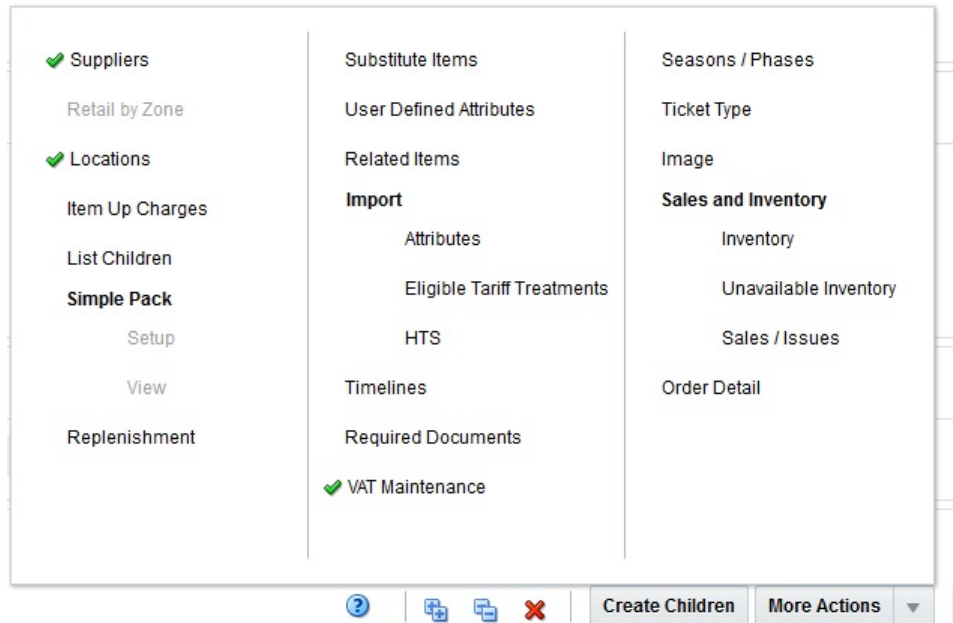 Suppliers
Retail by Zone
Locations
Item Up Charges
List Children
Simple Pack
Setup
View
Replenishment
Substitute Items
User Defined Attributes
Related Items
Import
Attributes
Eligible Tariff Treatments
HTS
Timelines
Required Documents
VAT Maintenance
Seasons / Phases
Ticket Type
Image
Sales and Inventory
Inventory
Unavailable Inventory
Sales / Issues
Order Detail
Create Children
More Actions